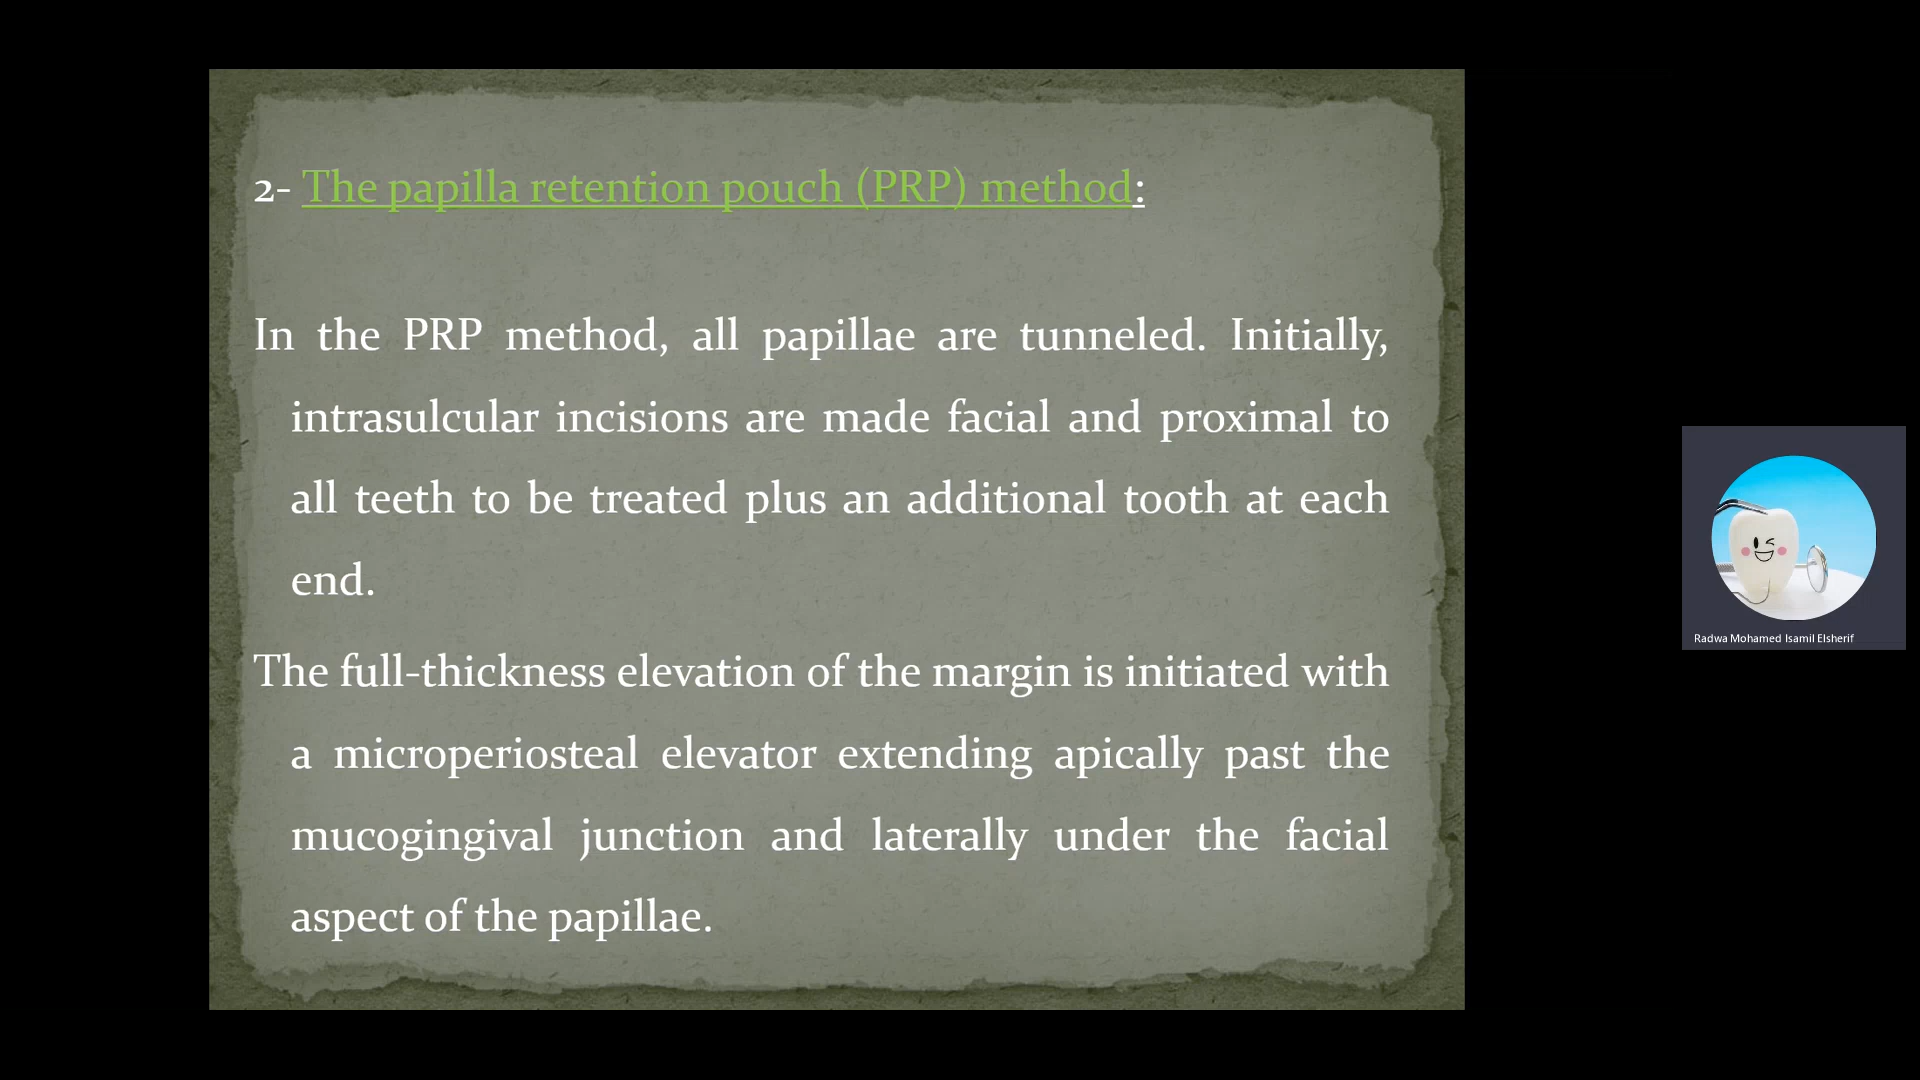 2- The papilla retention pouch (PRP) method:
In the PRP method, all papillae are tunneled. Initially,
intrasulcular incisions are made facial and proximal to
all teeth to be treated plus an additional tooth at each
end.
The full-thickness elevation of the margin is initiated with
a microperiosteal elevator extending apically past the
mucogingival junction and laterally under the facial
aspect of the papillae.
Radwa Mohamed Isamil Elsherif